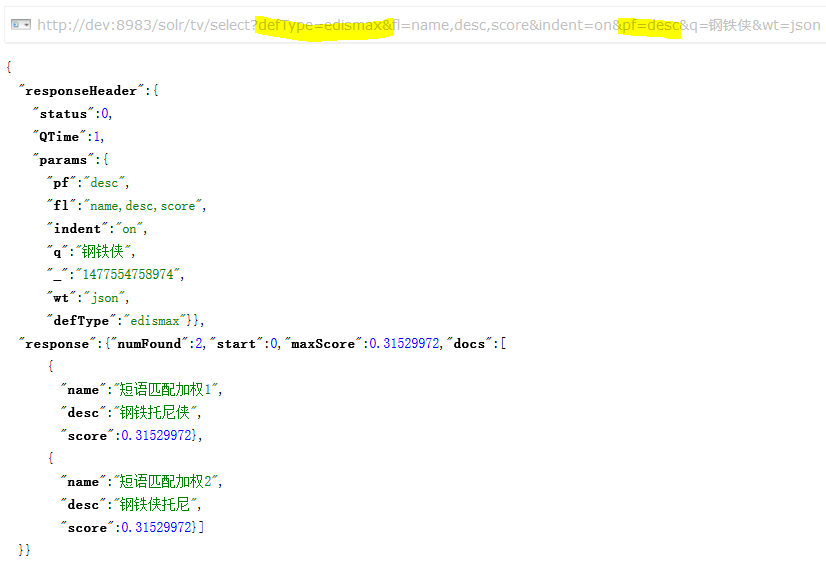 http://dev:8983/solr/tv/select?defType=edismax&fl=name,desc,score&indent=on&pf=desc&q=钢铁侠&wt=json
{
"responseHeader":{
"status":0,
"QTime":1,
"params":{
"pf":"desc",
"fl":"name,desc,score",
"indent":"on",
"q":"钢铁侠",
"_":"1477554758974",
"wt":"json",
"defType":"edismax"}},
"response":{"numFound":2,"start":0,"maxScore":0.31529972,"docs":[
{
"name":"短语匹配加权1",
"desc":"钢铁托尼侠",
"score":0.31529972},
{
"name":"短语匹配加权2",
"desc":"钢铁侠托尼",
"score":0.31529972}]
}}